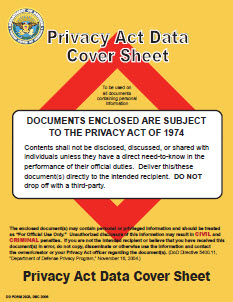 Privacy Act Data
Cover Sheet
To be used on
all documents
containing personal
information
DOCUMENTS ENCLOSED ARE SUBJECT
TO THE PRIVACY ACT OF 1974
Contents shall not be disclosed, discussed, or shared with
individuals unless they have a direct need-to-know in the
performance of their official duties. Deliver this/these
document(s) directly to the intended recipient. DO NOT
drop off with a third-party.
The enclosed document(s) may contain personal or privileged information and should be treated
as "For Official Use Only." Unauthorized disclosure of this information may result in CIVIL and
CRIMINAL penalties. If you are not the intended recipient or believe that you have received this
document(s) in error, do not copy, disseminate or otherwise use the information and contact
the owner/creator or your Privacy Act officer regarding the document(s). (DoD Directive 5400.11,
"Department of Defense Privacy Program," November 16, 2004.)
Privacy Act Data Cover Sheet
DD FORM 2923, DEC 2006